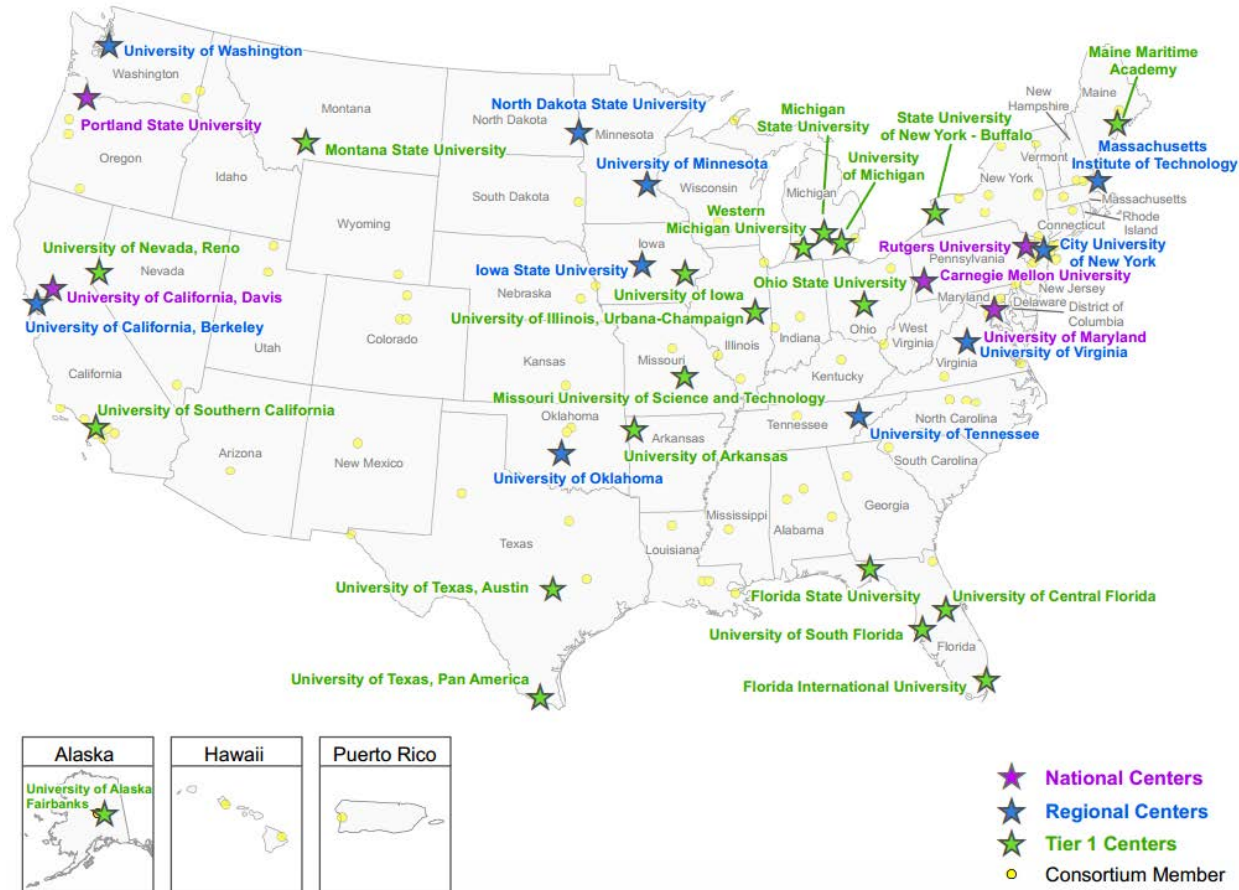 University of Washington
Washington
Portland State University
Oregon
Idaho
Montana
Montana State University
North Dakota State University
North Dakota
Minnesota
University of Minnesota
South Dakota
Wisconsin
Wyoming
Michigan
State University
University
of Michigan
Michigan
Western
Michigan University
State University
of New York - Buffalo
Maine Maritime
Academy
Maine
New
Hampshire
Vermont
Massachusetts
Institute of Technology
New York
Massachusetts
Connecticut
Rhode
Island
Rutgers University
City University
of New York
Pennsylvania
Carnegie Mellon University
New Jersey
Maryland
Delaware
District of
Columbia
University of Maryland
University of Virginia
Virginia
West
Virginia
University of Nevada, Reno
Nevada
University of California, Davis
University of California, Berkeley
California
Utah
Colorado
Iowa
Iowa State University
Nebraska
University of Iowa
University of Illinois, Urbana-Champaign
Ohio State University
Ohio
Indiana
Illinois
Kansas
Missouri
Missouri University of Science and Technology
Kentucky
University of Southern California
Arizona
New Mexico
Oklahoma
University of Oklahoma
Arkansas
University of Arkansas
Tennessee
University of Tennessee
North Carolina
South Carolina
Mississippi
Alabama
Georgia
Texas
Louisiana
University of Texas, Austin
University of Texas, Pan America
Florida State University
University of Central Florida
University of South Florida
Florida
Florida International University
Alaska
University of Alaska
Fairbanks
Hawaii
Puerto Rico
National Centers
Regional Centers
Tier 1 Centers
Consortium Member